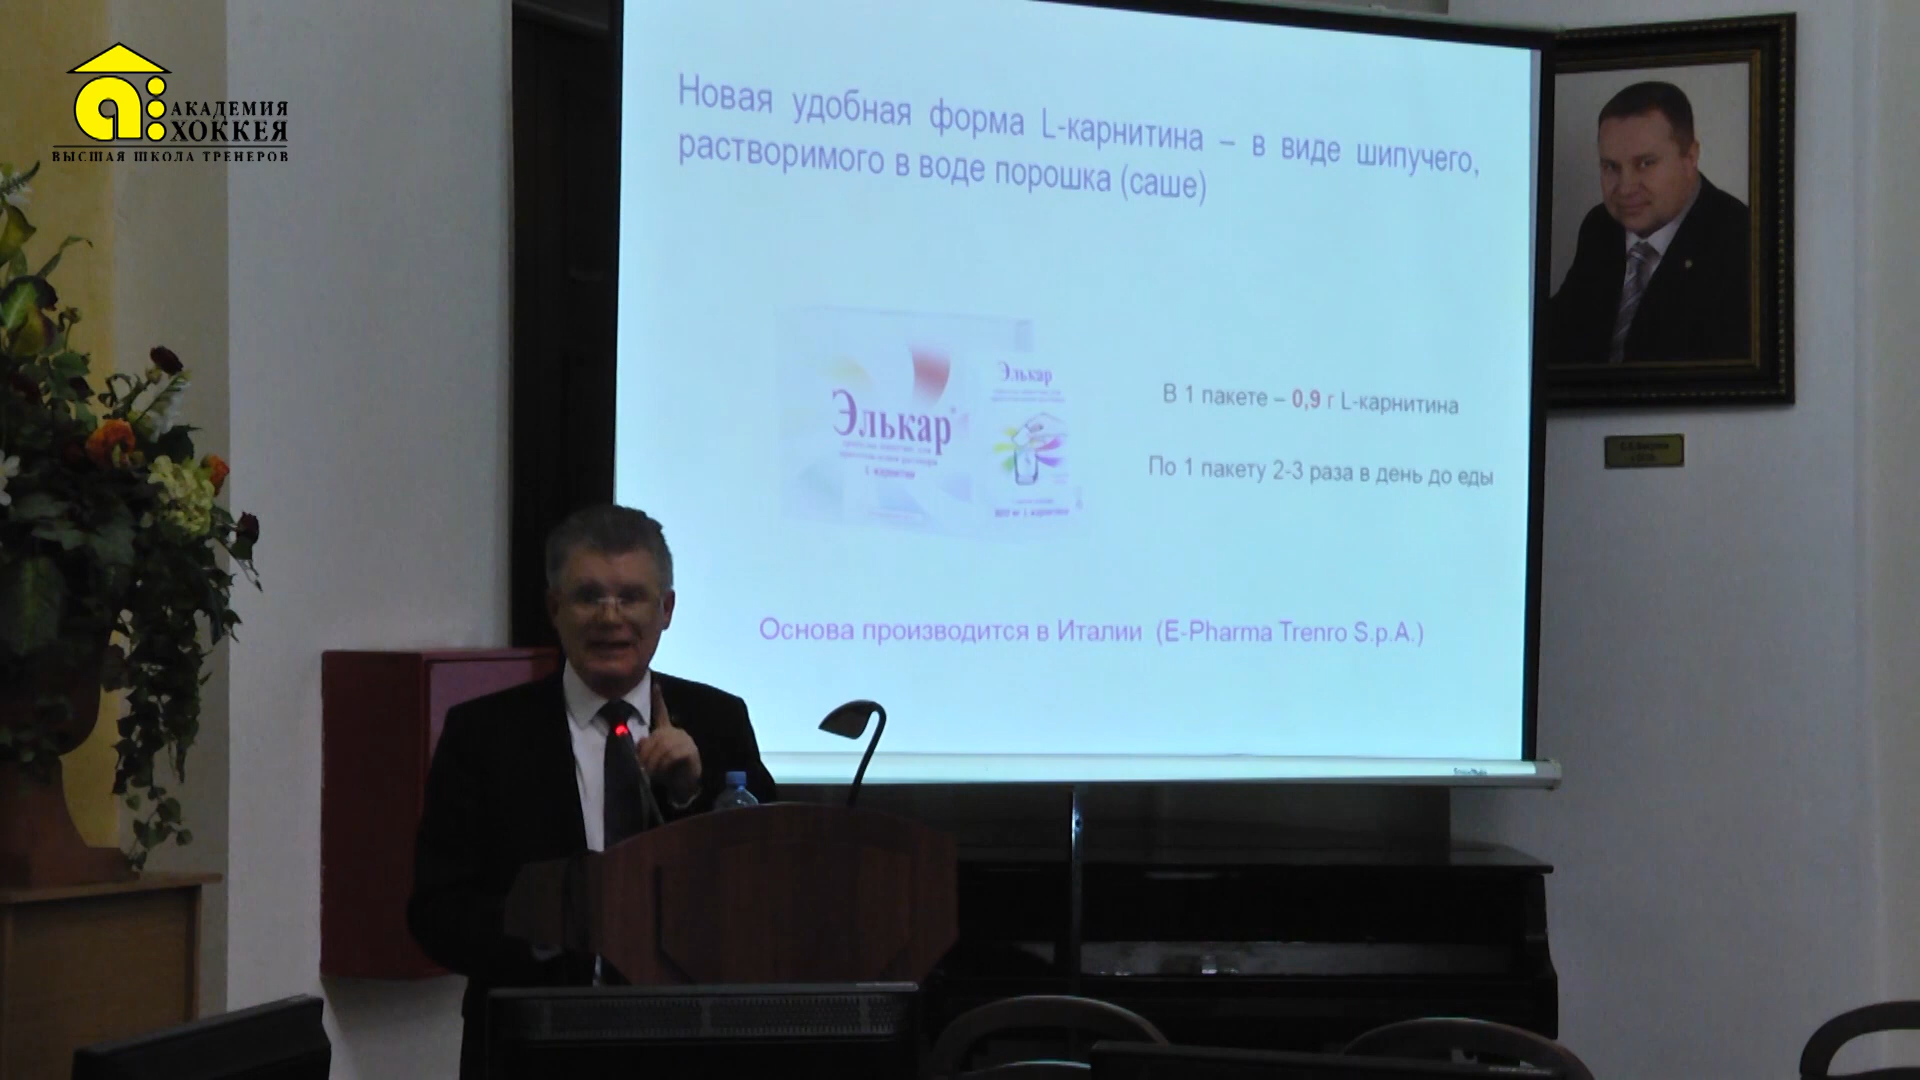 АКАДЕМИЯ
ХОККЕЯ
ВЫСШАЯ ШКОЛА ТРЕНЕРОВ
Новая удобная форма L-карнитина – в виде шипучего,
растворимого в воде порошка (саше)
Элькар
Элькар®
L карнитин
В 1 пакете – 0,9 г L-карнитина
По 1 пакету 2-3 раза в день до еды
Основа производится в Италии (E-Pharma Trenro S.p.A.)